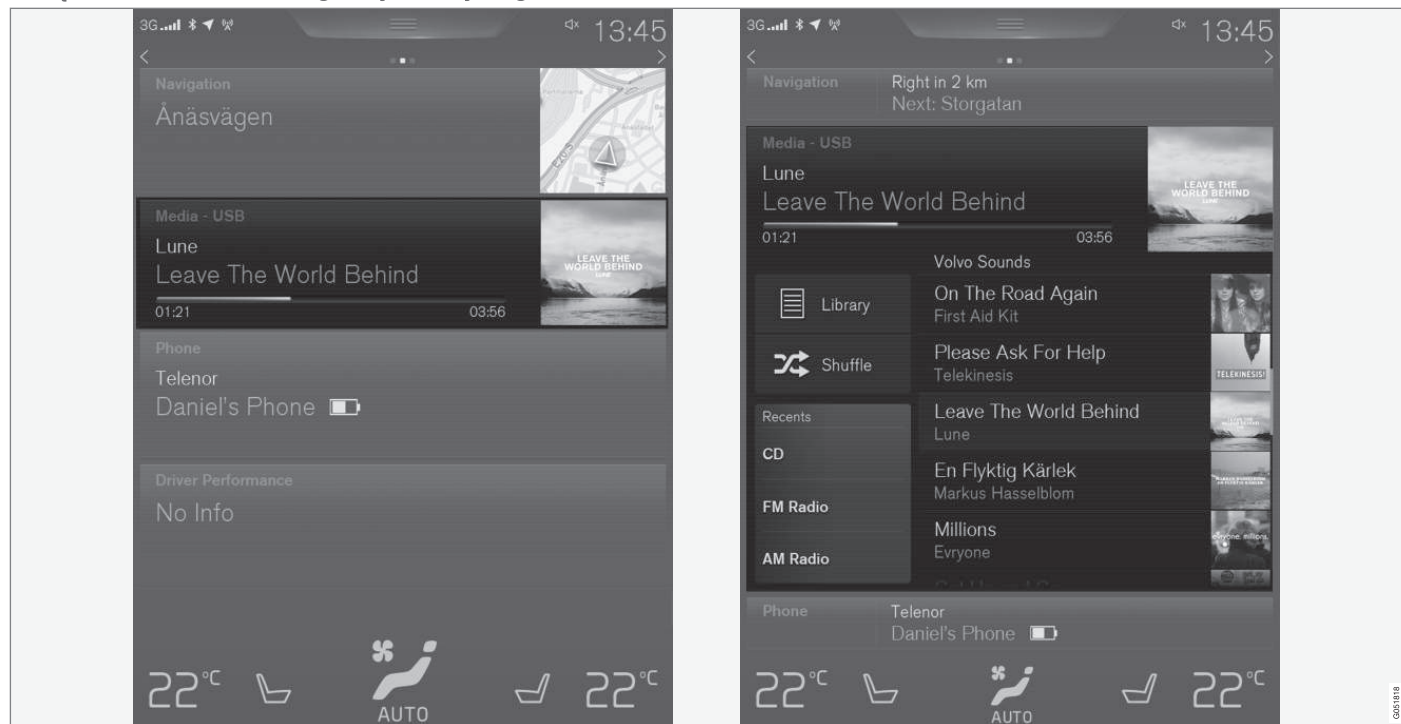 3G
13:45
Navigation
Ånäsvägen
Media - USB
Lune
Leave The World Behind
LEAVE THE
WORLD BEHIND
LUNE
01:21 03:56
Phone
Telenor
Daniel's Phone
Driver Performance
No Info
22°C
AUTO
22°C
3G
13:45
Navigation
Right in 2 km
Next: Storgatan
Media - USB
Lune
Leave The World Behind
LEAVE THE
WORLD BEHIND
LUNE
01:21 03:56
Volvo Sounds
Library
Shuffle
Recents
CD
FM Radio
AM Radio
On The Road Again
First Aid Kit
Please Ask For Help
Telekinesis
TELEKINESIS!
Leave The World Behind
Lune
En Flyktig Kärlek
Markus Hasselblom
Millions
Evryone
Phone
Telenor
Daniel's Phone
22°C
AUTO
22°C
G051818